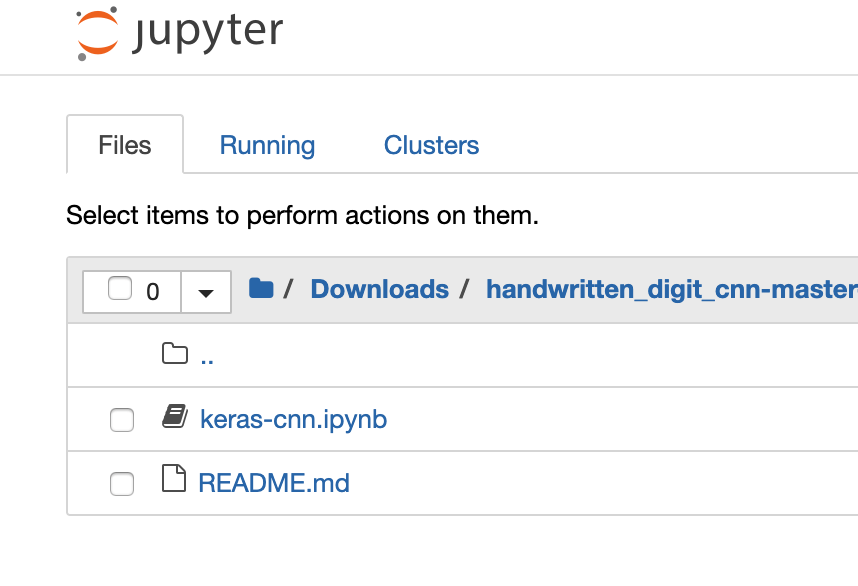 jupyter
Files Running Clusters
Select items to perform actions on them.
0 / Downloads / handwritten_digit_cnn-master
..
keras-cnn.ipynb
README.md